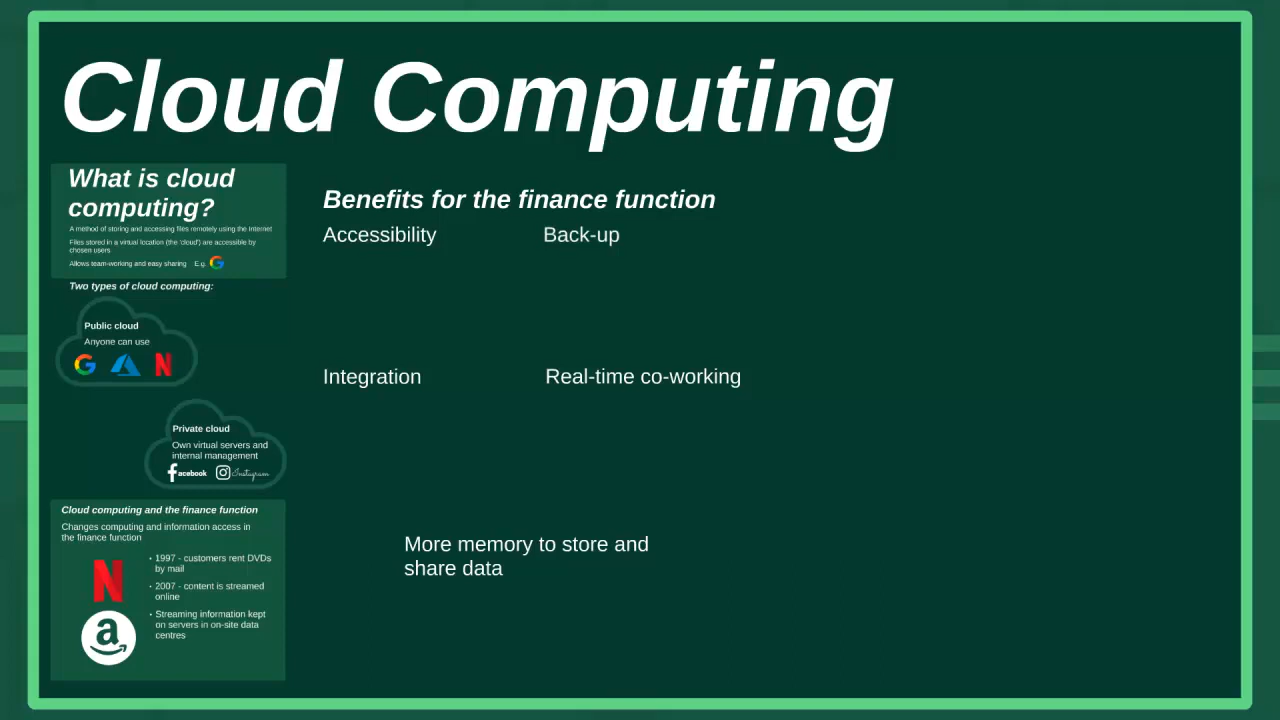 Cloud Computing
What is cloud
computing?
A method of storing and accessing files remotely using the internet
Files stored in a virtual location (the 'cloud') are accessible by
chosen users
Allows team-working and easy sharing E.g.
Two types of cloud computing:
Public cloud
Anyone can use
Private cloud
Own virtual servers and
internal management
facebook Instagram
Cloud computing and the finance function
Changes computing and information access in
the finance function
• 1997 - customers rent DVDs
by mail
• 2007 - content is streamed
online
• Streaming information kept
on servers in on-site data
centres
Benefits for the finance function
Accessibility Back-up
Integration Real-time co-working
More memory to store and
share data